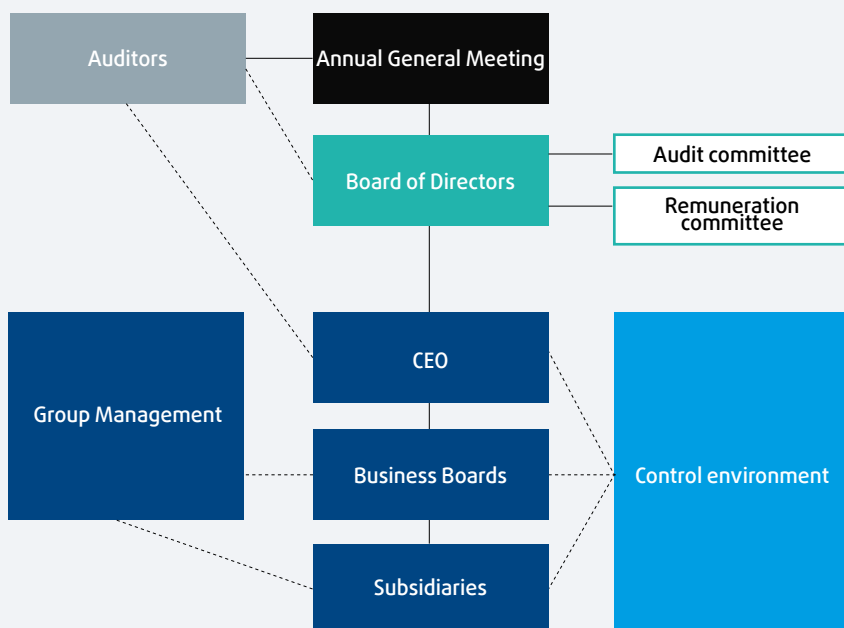 Auditors
Annual General Meeting
Board of Directors
Audit committee
Remuneration
committee
CEO
Group Management
Business Boards
Control environment
Subsidiaries